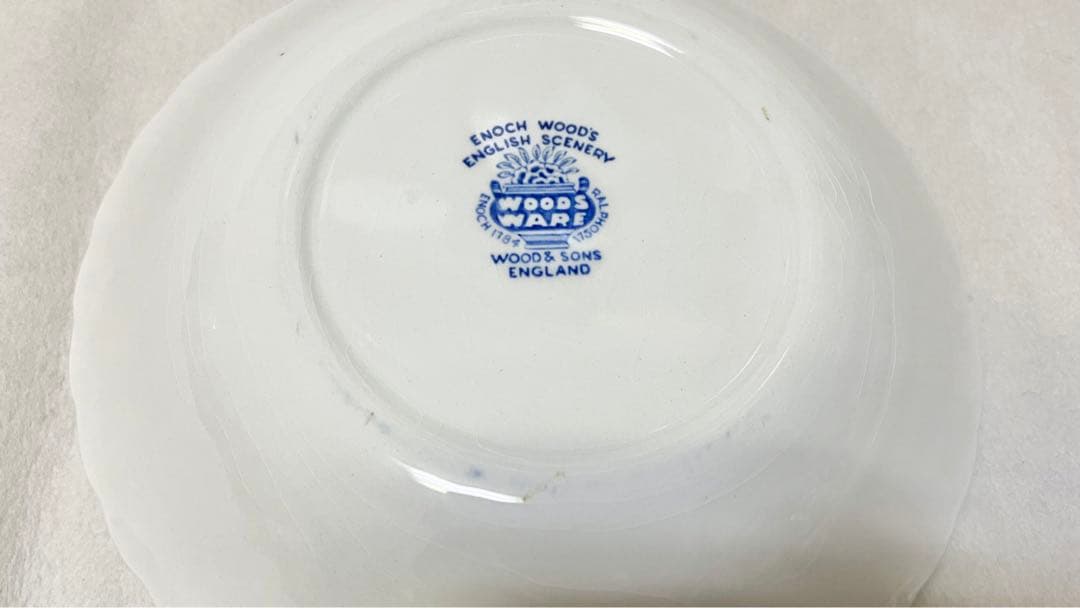 ENOCH WOOD'S
ENGLISH SCENERY
WOODS
WARE
ENOCH 1784
RALPH 1750
WOOD & SONS
ENGLAND